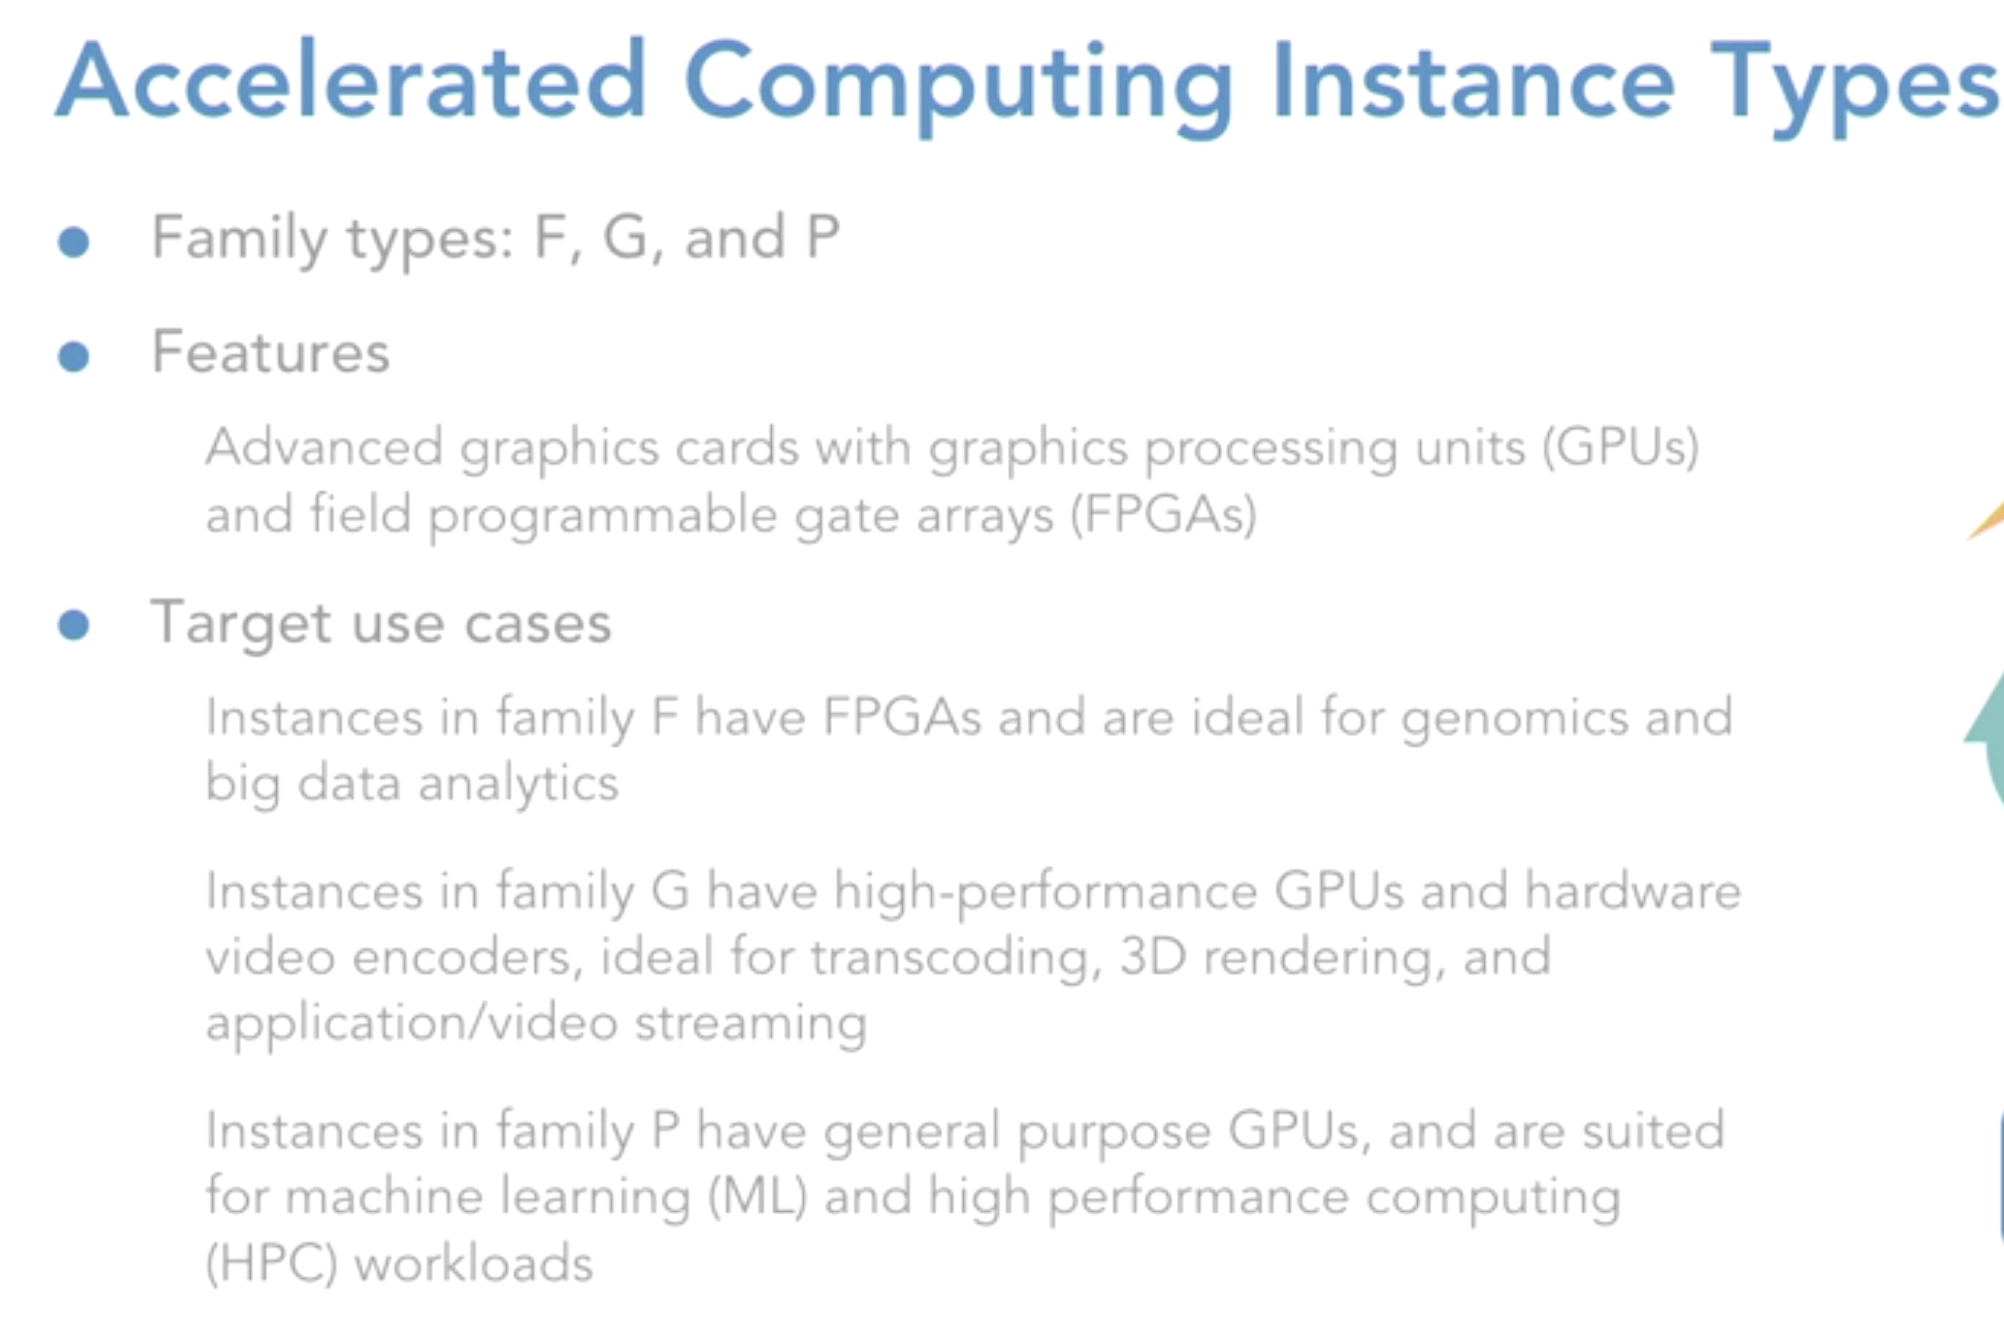 Accelerated Computing Instance Types
Family types: F, G, and P
Features
Advanced graphics cards with graphics processing units (GPUs)
and field programmable gate arrays (FPGAs)
Target use cases
Instances in family F have FPGAs and are ideal for genomics and
big data analytics
Instances in family G have high-performance GPUs and hardware
video encoders, ideal for transcoding, 3D rendering, and
application/video streaming
Instances in family P have general purpose GPUs, and are suited
for machine learning (ML) and high performance computing
(HPC) workloads